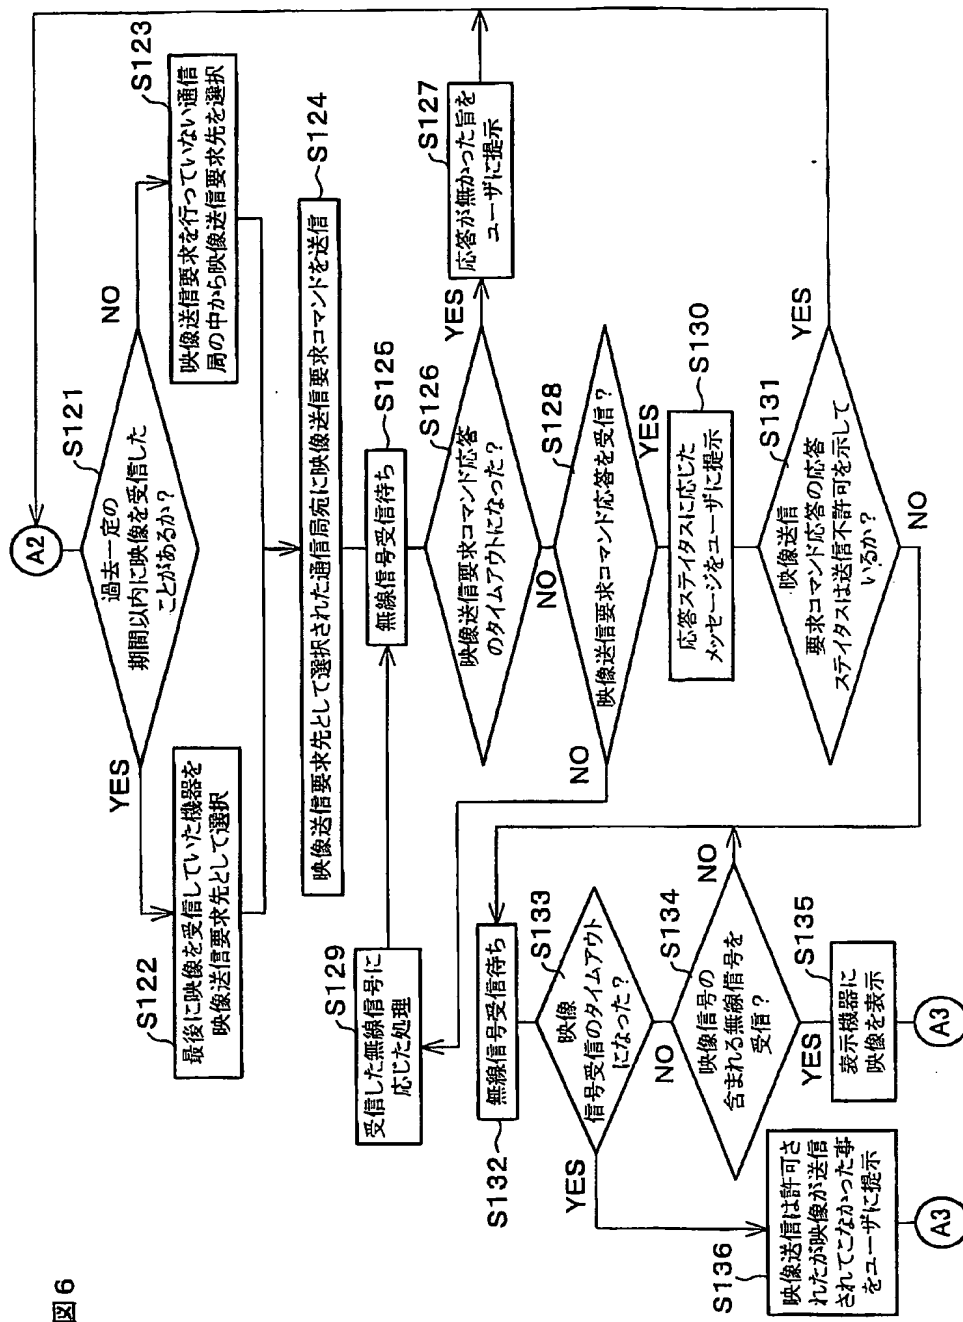 図6
A2
S121
過去一定の
期間以内に映像を受信した
ことがあるか?
YES
NO
S122
最後に映像を受信していた機器を
映像送信要求先として選択
S123
映像送信要求を行っていない通信
局の中から映像送信要求先を選択
S124
映像送信要求先として選択された通信局宛に映像送信要求コマンドを送信
S125
無線信号受信待ち
S126
映像送信要求コマンド応答
のタイムアウトになった?
YES
NO
S127
応答が無かった旨を
ユーザに提示
S128
映像送信要求コマンド応答を受信?
NO
YES
S129
受信した無線信号に
応じた処理
S130
応答ステイタスに応じた
メッセージをユーザに提示
S131
映像送信
要求コマンド応答の応答
ステイタスは送信不許可を示して
いるか?
YES
NO
S132
無線信号受信待ち
S133
映像
信号受信のタイムアウト
になった?
YES
NO
S134
映像信号の
含まれる無線信号を
受信?
NO
YES
S135
表示機器に
映像を表示
A3
S136
映像送信は許可さ
れたが映像が送信
されてこなかった事
をユーザに提示
A3